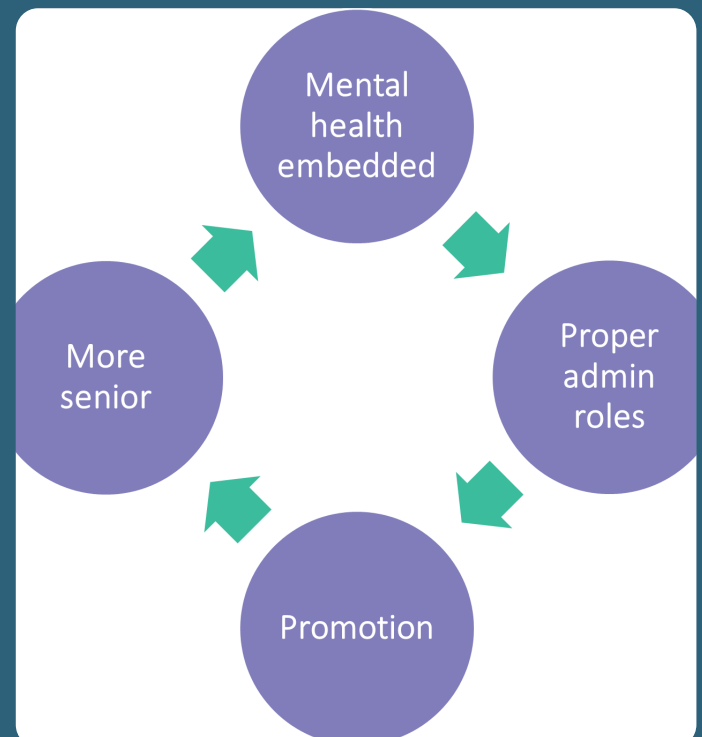 Mental
health
embedded
Proper
admin
roles
Promotion
More
senior